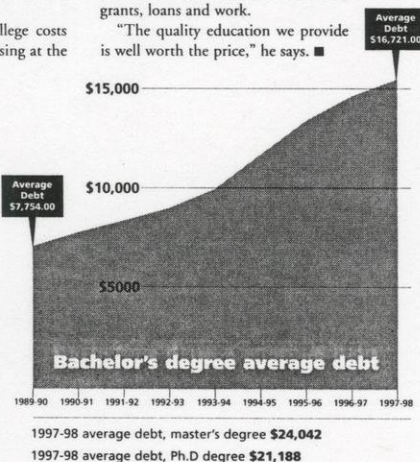 llege costs
sing at the
grants, loans and work.
“The quality education we provide
is well worth the price,” he says. ■
Average
Debt
$16,721.00
$15,000
Average
Debt
$7,754.00
$10,000
$5000
Bachelor's degree average debt
1989-90 1990-91 1991-92 1992-93 1993-94 1994-95 1995-96 1996-97 1997-98
1997-98 average debt, master's degree $24,042
1997-98 average debt, Ph.D degree $21,188